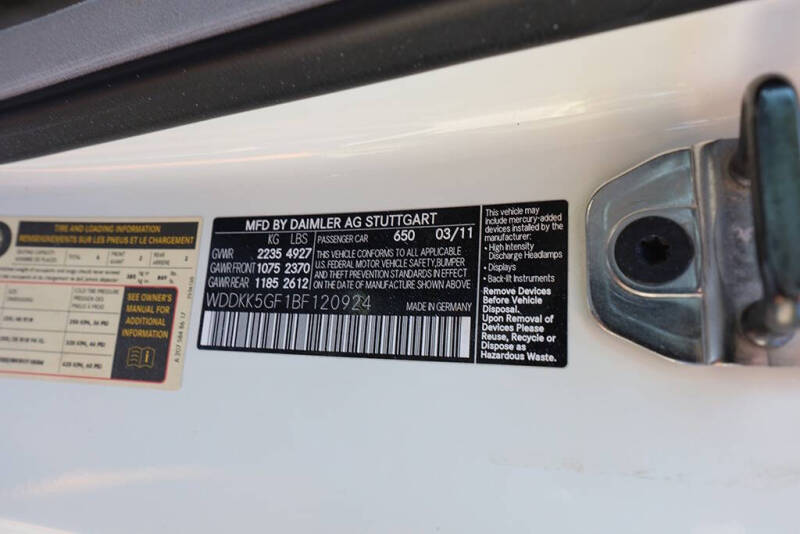 TIRE AND LOADING INFORMATION
RENSEIGNEMENTS SUR LES PNEUS ET LE CHARGEMENT
SEE OWNER'S
MANUAL FOR
ADDITIONAL
INFORMATION
A 207 584 86 17
MFD BY DAIMLER AG STUTTGART
KG LBS PASSENGER CAR 650 03/11
GVWR 2235 4927
GAWR FRONT 1075 2370
GAWR REAR 1185 2612
THIS VEHICLE CONFORMS TO ALL APPLICABLE
U.S. FEDERAL MOTOR VEHICLE SAFETY, BUMPER
AND THEFT PREVENTION STANDARDS IN EFFECT
ON THE DATE OF MANUFACTURE SHOWN ABOVE
WDDKK5GF1BF120924
MADE IN GERMANY
This vehicle may
include mercury-added
devices installed by the
manufacturer:
• High Intensity
Discharge Headlamps
• Displays
• Back-lit Instruments
Remove Devices
Before Vehicle
Disposal.
Upon Removal of
Devices Please
Reuse, Recycle or
Dispose as
Hazardous Waste.